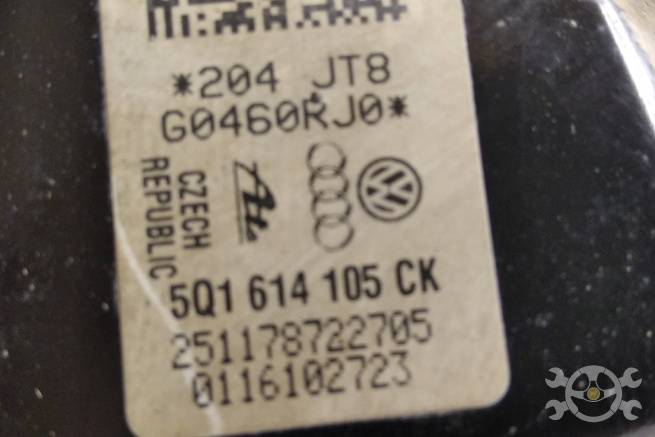 *204 JT8
G0460RJ0*
CZECH
REPUBLIC
5Q1 614 105 CK
251178722705
0116102723